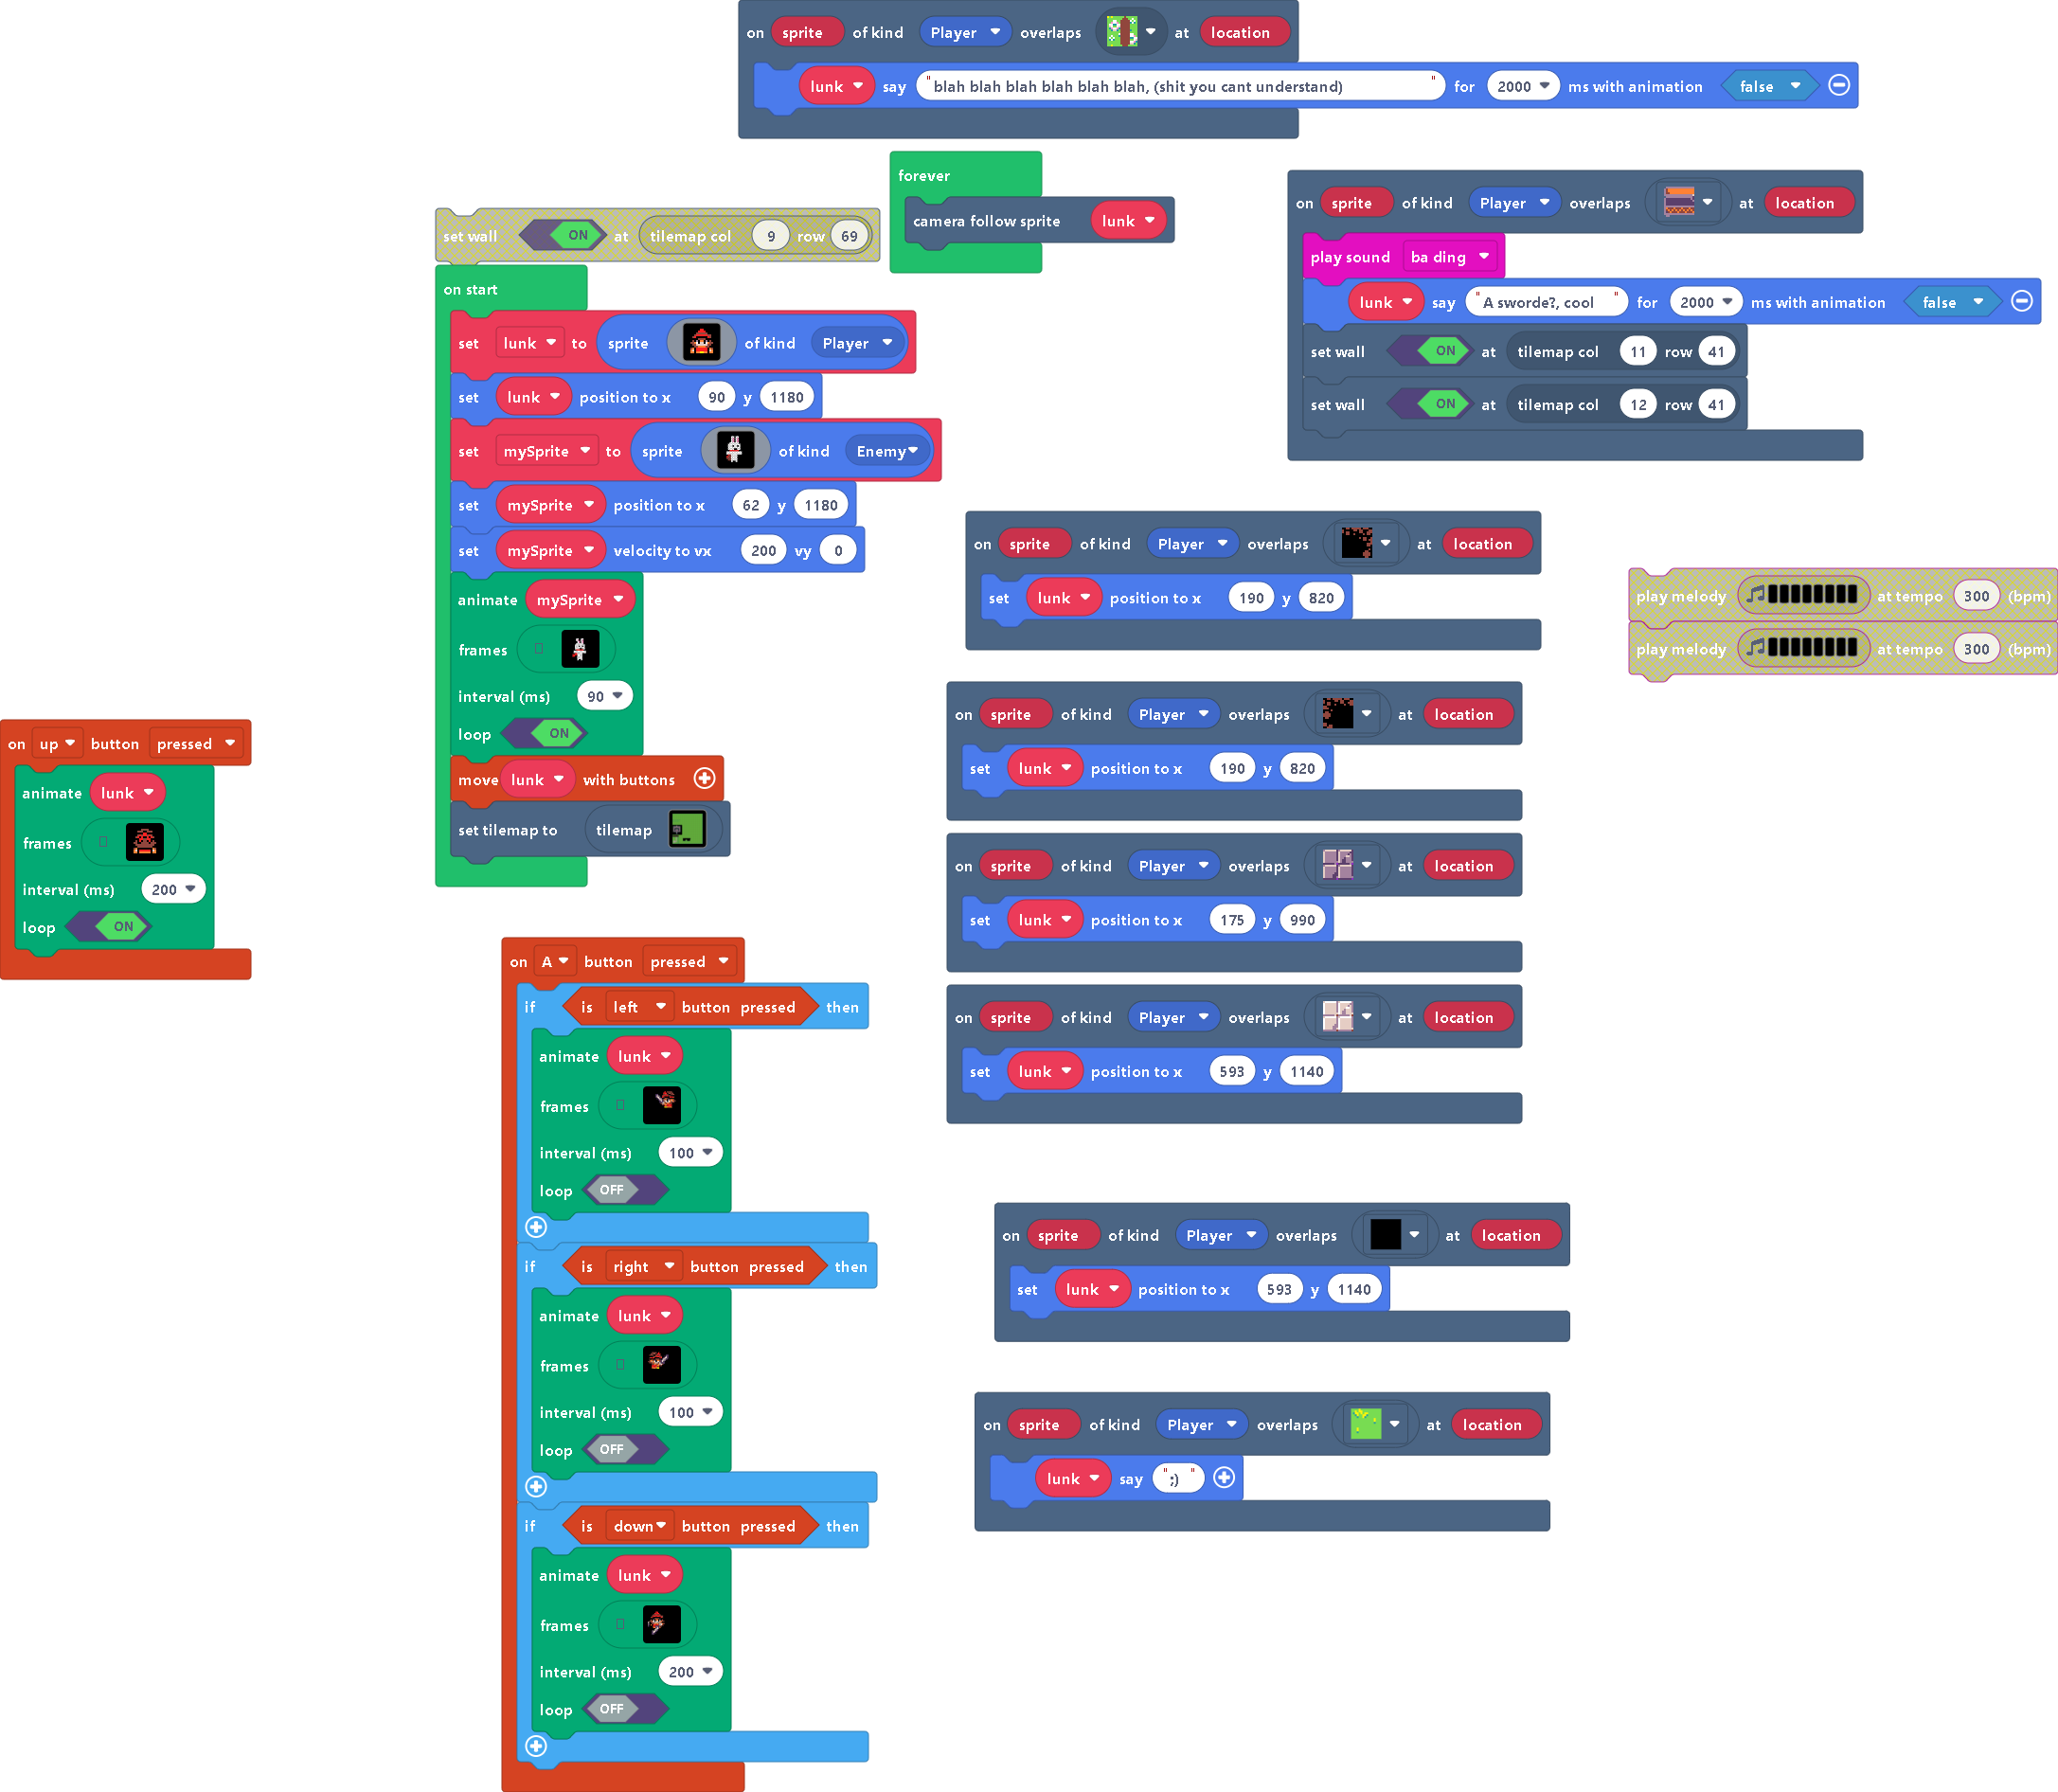 on sprite of kind Player overlaps at location
lunk say "blah blah blah blah blah blah, (shit you cant understand) " for 2000 ms with animation false
forever
camera follow sprite lunk
set wall ON at tilemap col 9 row 69
on start
set lunk to sprite of kind Player
set lunk position to x 90 y 1180
set mySprite to sprite of kind Enemy
set mySprite position to x 62 y 1180
set mySprite velocity to vx 200 vy 0
animate mySprite
frames
interval (ms) 90
loop ON
move lunk with buttons
set tilemap to tilemap
on sprite of kind Player overlaps at location
play sound ba ding
lunk say "A sworde?, cool " for 2000 ms with animation false
set wall ON at tilemap col 11 row 41
set wall ON at tilemap col 12 row 41
on sprite of kind Player overlaps at location
set lunk position to x 190 y 820
play melody at tempo 300 (bpm)
play melody at tempo 300 (bpm)
on sprite of kind Player overlaps at location
set lunk position to x 190 y 820
on up button pressed
animate lunk
frames
interval (ms) 200
loop ON
on sprite of kind Player overlaps at location
set lunk position to x 175 y 990
on A button pressed
if is left button pressed then
animate lunk
frames
interval (ms) 100
loop OFF
if is right button pressed then
animate lunk
frames
interval (ms) 100
loop OFF
if is down button pressed then
animate lunk
frames
interval (ms) 200
loop OFF
on sprite of kind Player overlaps at location
set lunk position to x 593 y 1140
on sprite of kind Player overlaps at location
set lunk position to x 593 y 1140
on sprite of kind Player overlaps at location
lunk say ";) "